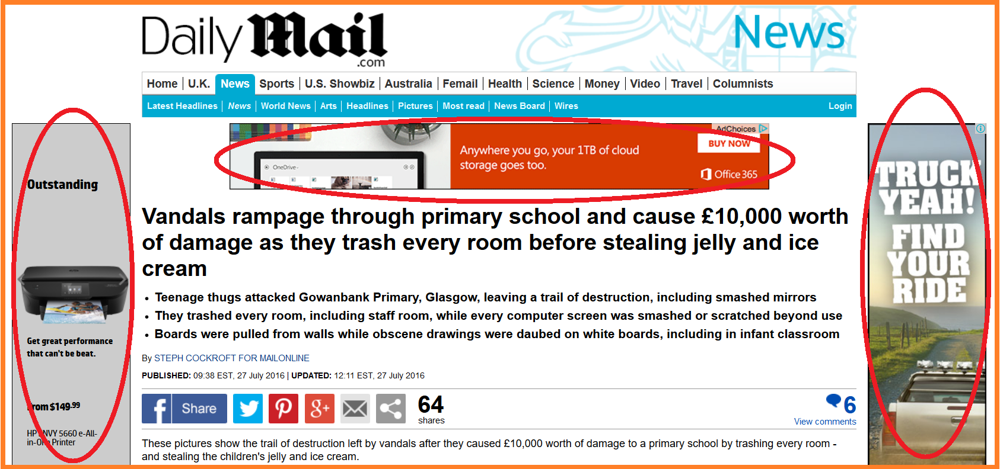 Daily Mail
.com
News
Home | U.K. News Sports | U.S. Showbiz | Australia | Femail | Health | Science | Money | Video | Travel | Columnists
Latest Headlines | News | World News | Arts | Headlines | Pictures | Most read | News Board | Wires
Login
AdChoices
OneDrive
Anywhere you go, your 1TB of cloud
storage goes too.
BUY NOW
Office 365
Outstanding
Get great performance
that can't be beat.
From $149.99
HP ENVY 5660 e-All-
in-One Printer
Vandals rampage through primary school and cause £10,000 worth
of damage as they trash every room before stealing jelly and ice
cream
• Teenage thugs attacked Gowanbank Primary, Glasgow, leaving a trail of destruction, including smashed mirrors
• They trashed every room, including staff room, while every computer screen was smashed or scratched beyond use
• Boards were pulled from walls while obscene drawings were daubed on white boards, including in infant classroom
By STEPH COCKROFT FOR MAILONLINE
PUBLISHED: 09:38 EST, 27 July 2016 | UPDATED: 12:11 EST, 27 July 2016
f Share
g+
64
shares
6
View comments
These pictures show the trail of destruction left by vandals after they caused £10,000 worth of damage to a primary school by trashing every room -
and stealing the children's jelly and ice cream.
TRUCK
YEAH!
FIND
YOUR
RIDE